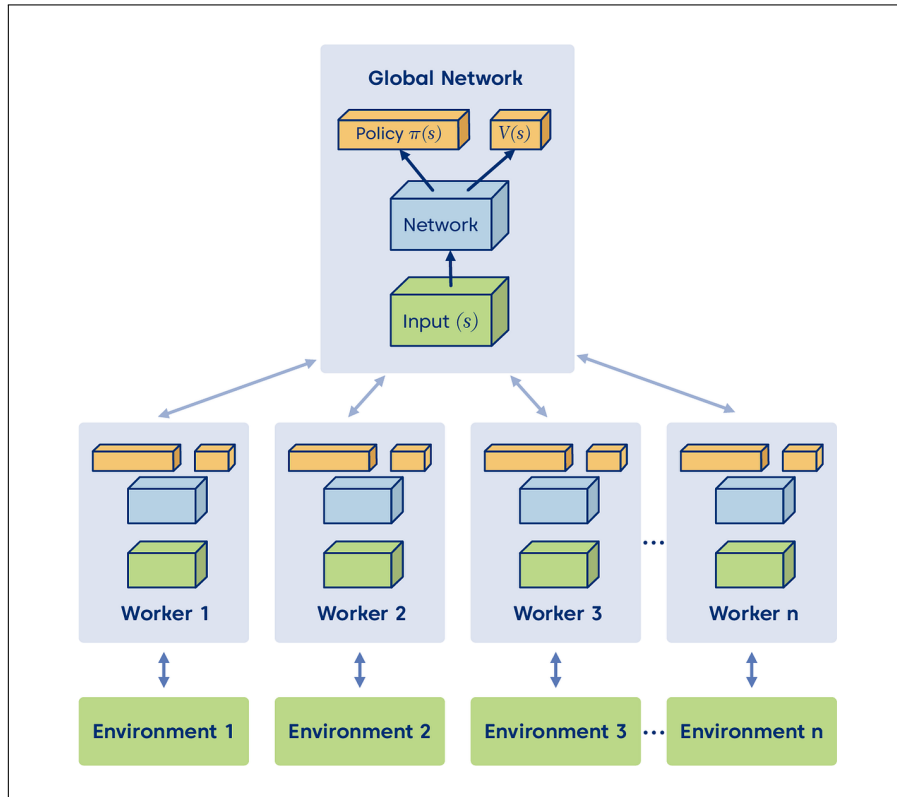 Global Network
Policy π(s)
V(s)
Network
Input (s)
Worker 1
Worker 2
Worker 3
...
Worker n
Environment 1
Environment 2
Environment 3
...
Environment n